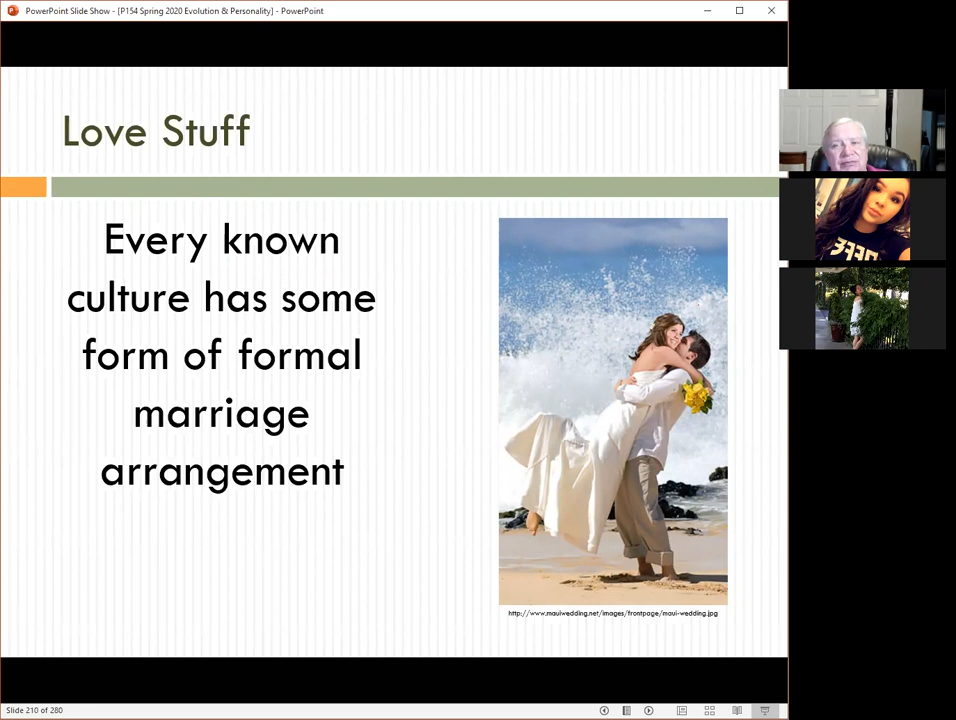 PowerPoint Slide Show - [P154 Spring 2020 Evolution & Personality] - PowerPoint
Love Stuff
Every known
culture has some
form of formal
marriage
arrangement
http://www.mauiwedding.net/images/frontpage/maui-wedding.jpg
Slide 210 of 280